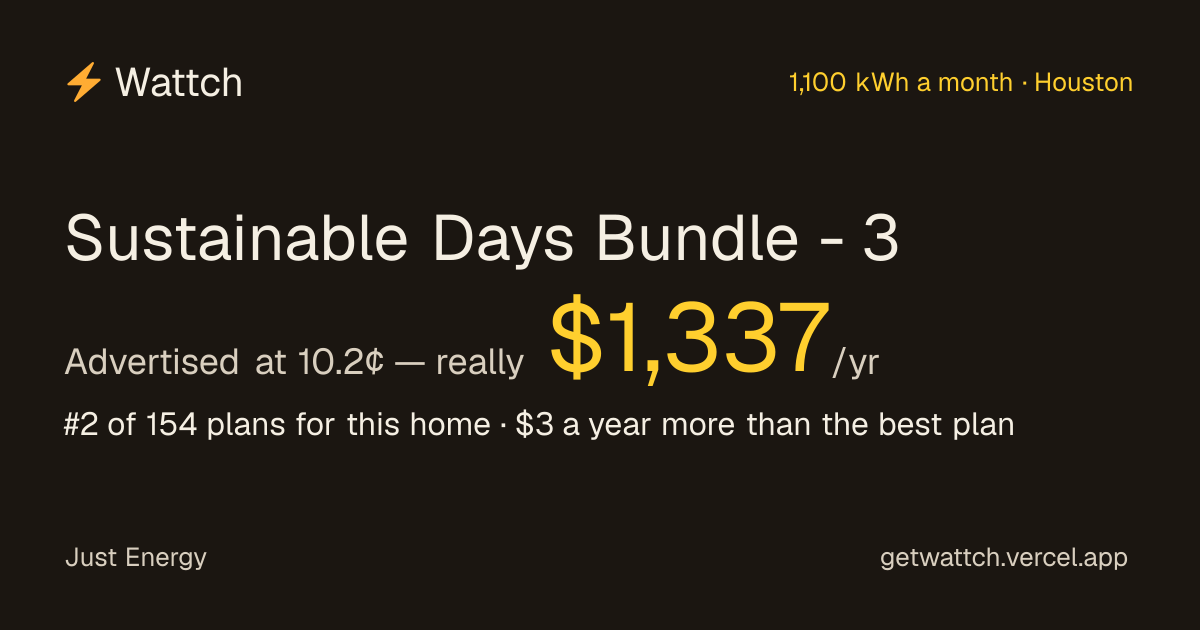 ⚡ Wattch
1,100 kWh a month · Houston
Sustainable Days Bundle - 3
Advertised at 10.2¢ — really $1,337/yr
#2 of 154 plans for this home · $3 a year more than the best plan
Just Energy
getwattch.vercel.app